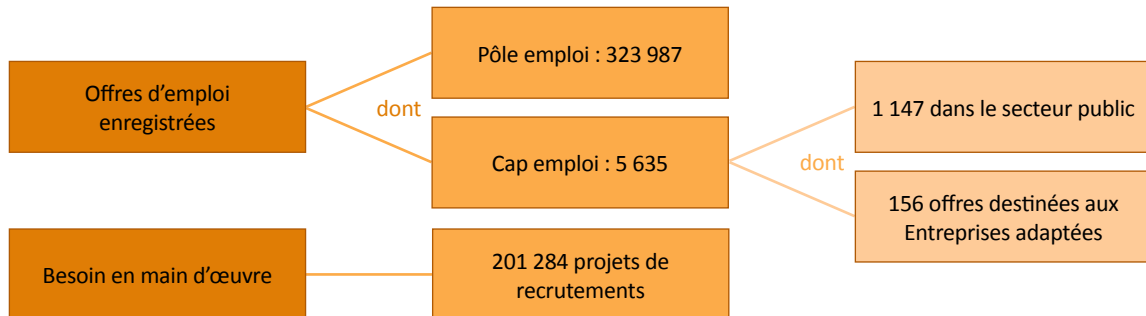 Offres d'emploi
enregistrées
dont
Pôle emploi : 323 987
Cap emploi : 5 635
dont
1 147 dans le secteur public
156 offres destinées aux
Entreprises adaptées
Besoin en main d'œuvre
201 284 projets de
recrutements